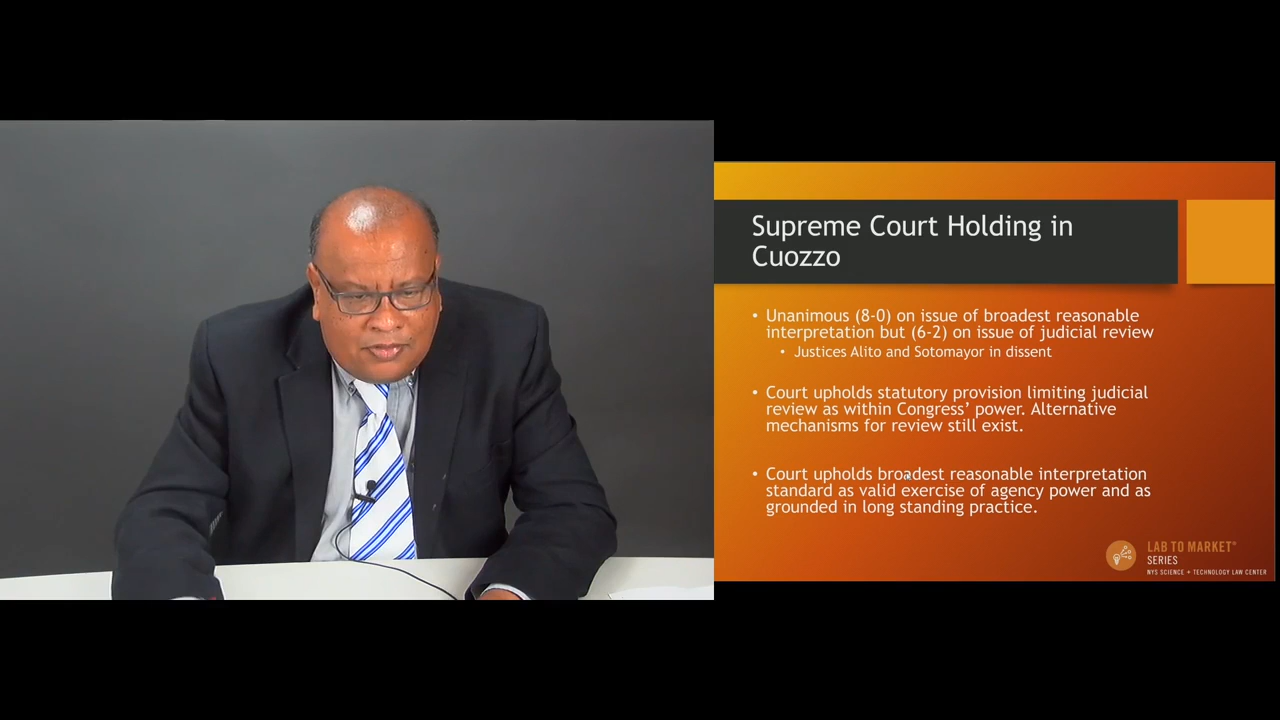 Supreme Court Holding in
Cuozzo
• Unanimous (8-0) on issue of broadest reasonable
interpretation but (6-2) on issue of judicial review
• Justices Alito and Sotomayor in dissent
• Court upholds statutory provision limiting judicial
review as within Congress’ power. Alternative
mechanisms for review still exist.
• Court upholds broadest reasonable interpretation
standard as valid exercise of agency power and as
grounded in long standing practice.
LAB TO MARKET®
SERIES
NYS SCIENCE + TECHNOLOGY LAW CENTER